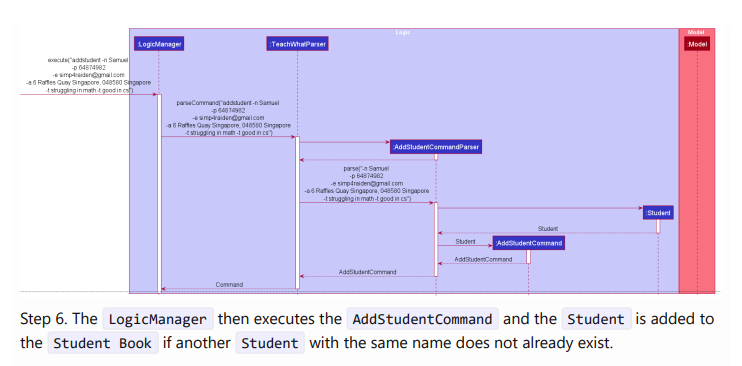 Logic
Model
:LogicManager
:TeachWhatParser
:Model
execute("addstudent -n Samuel
-p 64874982
-e simp4raiden@gmail.com
-a 6 Raffles Quay Singapore, 048580 Singapore
-t struggling in math -t good in cs")
parseCommand("addstudent -n Samuel
-p 64874982
-e simp4raiden@gmail.com
-a 6 Raffles Quay Singapore, 048580 Singapore
-t struggling in math -t good in cs")
:AddStudentCommandParser
parse("-n Samuel
-p 64874982
-e simp4raiden@gmail.com
-a 6 Raffles Quay Singapore, 048580 Singapore
-t struggling in math -t good in cs")
:Student
Student
Student
:AddStudentCommand
AddStudentCommand
AddStudentCommand
Command
Step 6. The LogicManager then executes the AddStudentCommand and the Student is added to
the Student Book if another Student with the same name does not already exist.